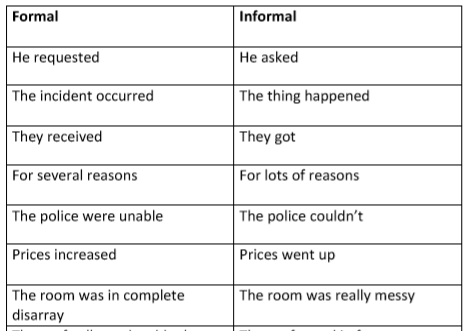 Formal Informal
He requested He asked
The incident occurred The thing happened
They received They got
For several reasons For lots of reasons
The police were unable The police couldn't
Prices increased Prices went up
The room was in complete The room was really messy
disarray